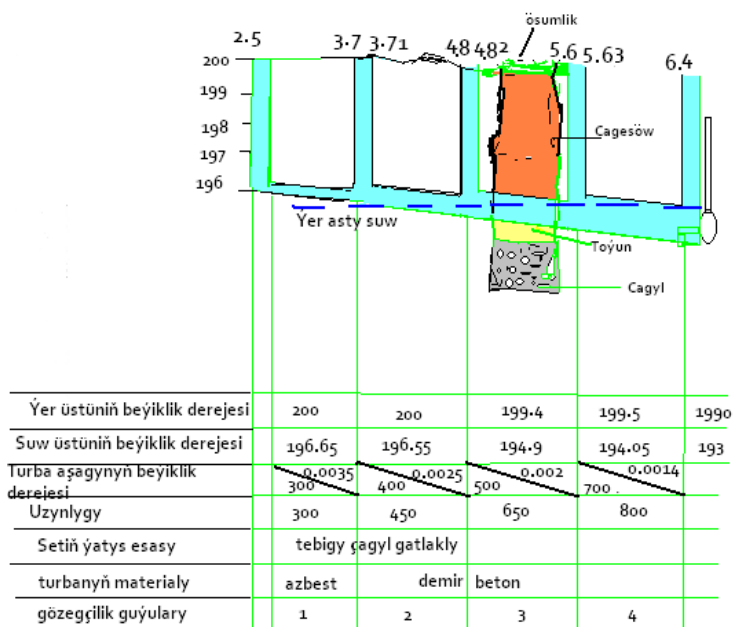 ösumlik
2.5 3.7 3.71 4.8 4.82 5.6 5.63 6.4
200
199
198
197
196
Cagesöw
Ýer asty suw
Toýun
Cagyl
Ýer üstüniň beýiklik derejesi 200 200 199.4 199.5 1990
Suw üstüniň beýiklik derejesi 196.65 196.55 194.9 194.05 193
Turba aşagynyň beýiklik 0.0035 0.0025 0.002 0.0014
derejesi 300 400 500 700 .
Uzynlygy 300 450 650 800
Setiň ýatys esasy tebigy çagyl gatlakly
turbanyň materialy azbest demir beton
gözegçilik guýulary 1 2 3 4